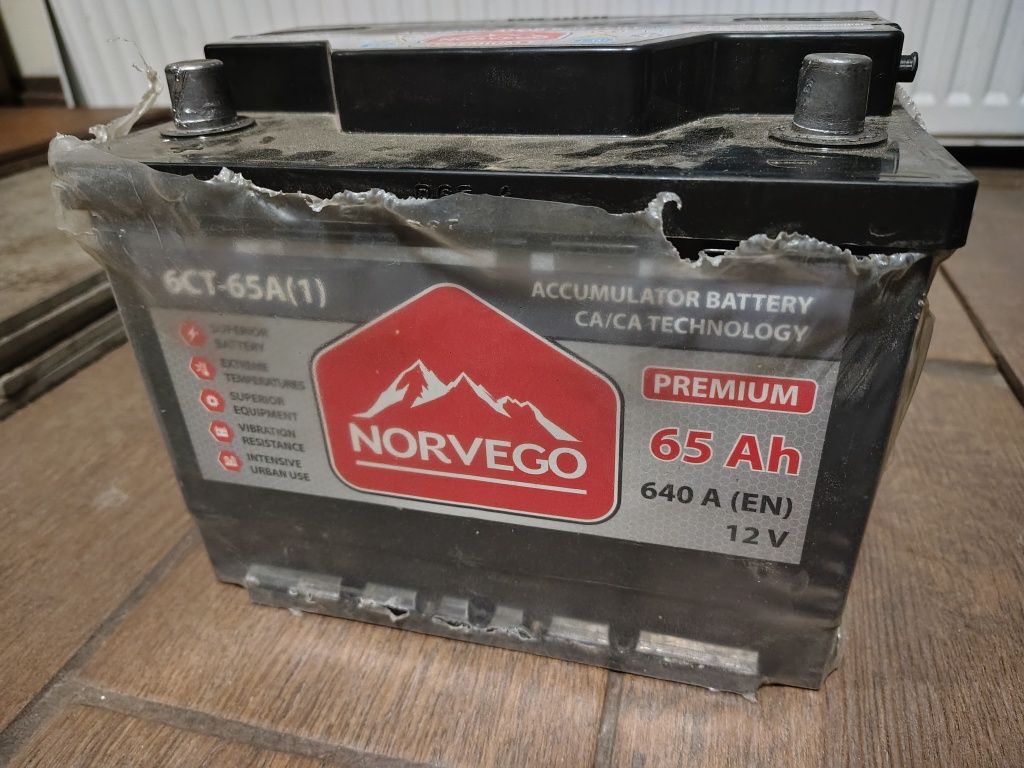 6CT-65A(1)
ACCUMULATOR BATTERY
CA/CA TECHNOLOGY
SUPERIOR
BATTERY
EXTREME
TEMPERATURES
SUPERIOR
EQUIPMENT
VIBRATION
RESISTANCE
INTENSIVE
URBAN USE
NORVEGO
PREMIUM
65 Ah
640 A (EN)
12 V